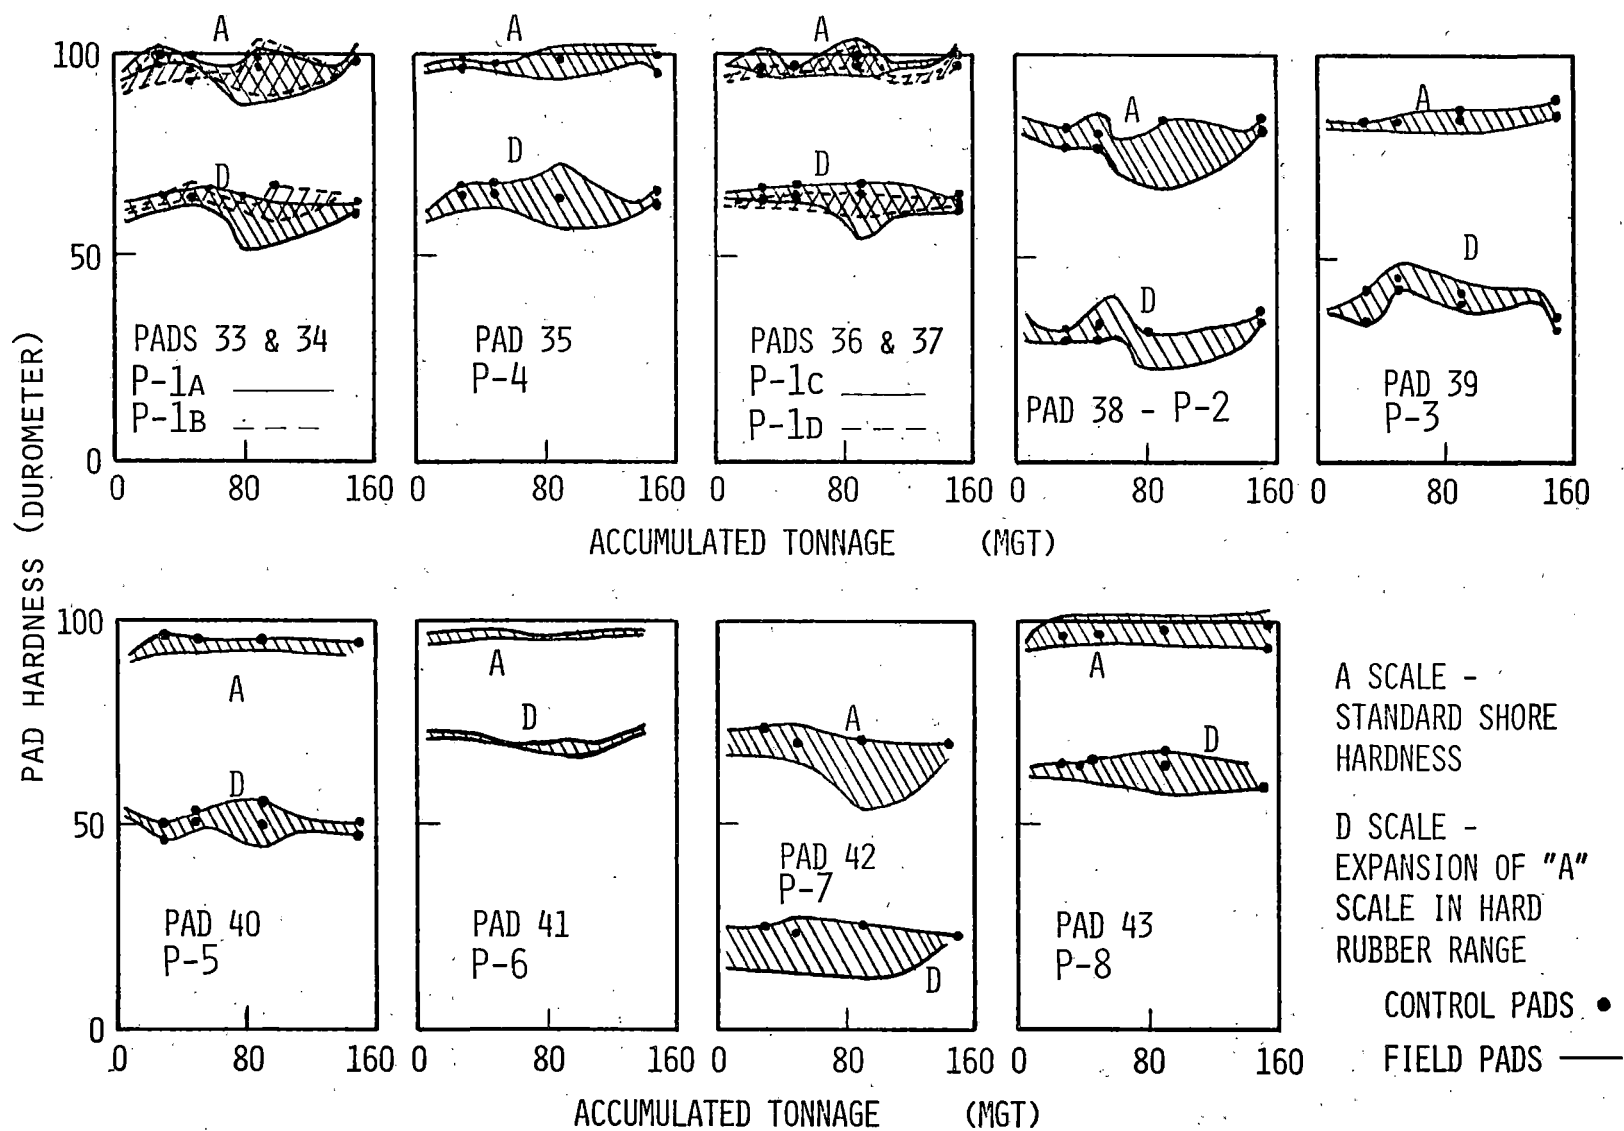 PAD HARDNESS (DUROMETER)
100
50
0
A
D
PADS 33 & 34
P-1A
P-1B
0 80 160
A
D
PAD 35
P-4
0 80 160
A
D
PADS 36 & 37
P-1C
P-1D
0 80 160
A
D
PAD 38 - P-2
0 80 160
A
D
PAD 39
P-3
0 80 160
ACCUMULATED TONNAGE (MGT)
100
50
0
A
D
PAD 40
P-5
0 80 160
A
D
PAD 41
P-6
0 80 160
A
PAD 42
P-7
D
0 80 160
A
D
PAD 43
P-8
0 80 160
ACCUMULATED TONNAGE (MGT)
A SCALE -
STANDARD SHORE
HARDNESS
D SCALE -
EXPANSION OF "A"
SCALE IN HARD
RUBBER RANGE
CONTROL PADS
FIELD PADS